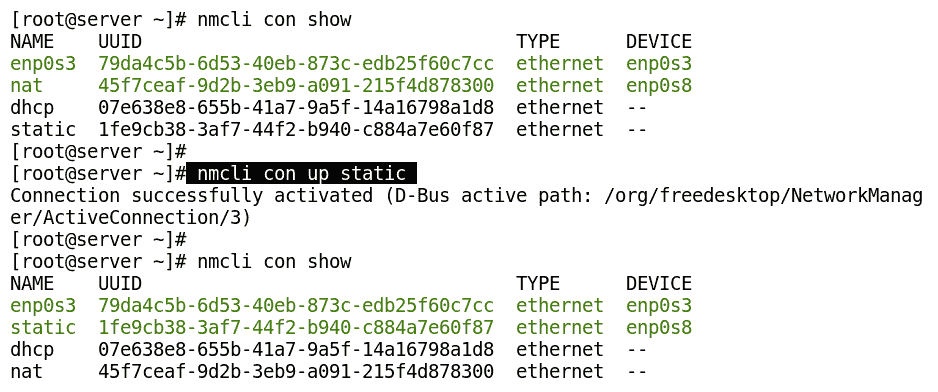 [root@server ~]# nmcli con show
NAME    UUID                                  TYPE      DEVICE
enp0s3  79da4c5b-6d53-40eb-873c-edb25f60c7cc  ethernet  enp0s3
nat     45f7ceaf-9d2b-3eb9-a091-215f4d878300  ethernet  enp0s8
dhcp    07e638e8-655b-41a7-9a5f-14a16798a1d8  ethernet  --
static  1fe9cb38-3af7-44f2-b940-c884a7e60f87  ethernet  --
[root@server ~]#
[root@server ~]# nmcli con up static
Connection successfully activated (D-Bus active path: /org/freedesktop/NetworkManag
er/ActiveConnection/3)
[root@server ~]#
[root@server ~]# nmcli con show
NAME    UUID                                  TYPE      DEVICE
enp0s3  79da4c5b-6d53-40eb-873c-edb25f60c7cc  ethernet  enp0s3
static  1fe9cb38-3af7-44f2-b940-c884a7e60f87  ethernet  enp0s8
dhcp    07e638e8-655b-41a7-9a5f-14a16798a1d8  ethernet  --
nat     45f7ceaf-9d2b-3eb9-a091-215f4d878300  ethernet  --